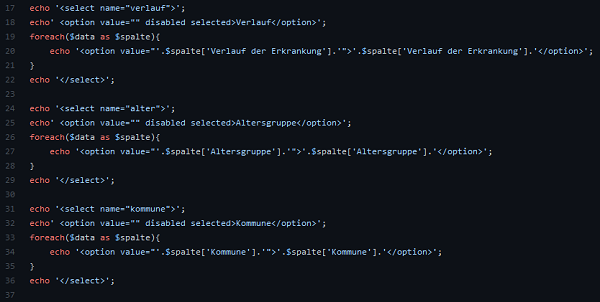 17 echo '<select name="verlauf">';
18 echo' <option value="" disabled selected>Verlauf</option>';
19 foreach($data as $spalte){
20 echo '<option value="'.$spalte['Verlauf der Erkrankung'].'">'.$spalte['Verlauf der Erkrankung'].'</option>';
21 }
22 echo '</select>';
23
24 echo '<select name="alter">';
25 echo' <option value="" disabled selected>Altersgruppe</option>';
26 foreach($data as $spalte){
27 echo '<option value="'.$spalte['Altersgruppe'].'">'.$spalte['Altersgruppe'].'</option>';
28 }
29 echo '</select>';
30
31 echo '<select name="kommune">';
32 echo' <option value="" disabled selected>Kommune</option>';
33 foreach($data as $spalte){
34 echo '<option value="'.$spalte['Kommune'].'">'.$spalte['Kommune'].'</option>';
35 }
36 echo '</select>';
37